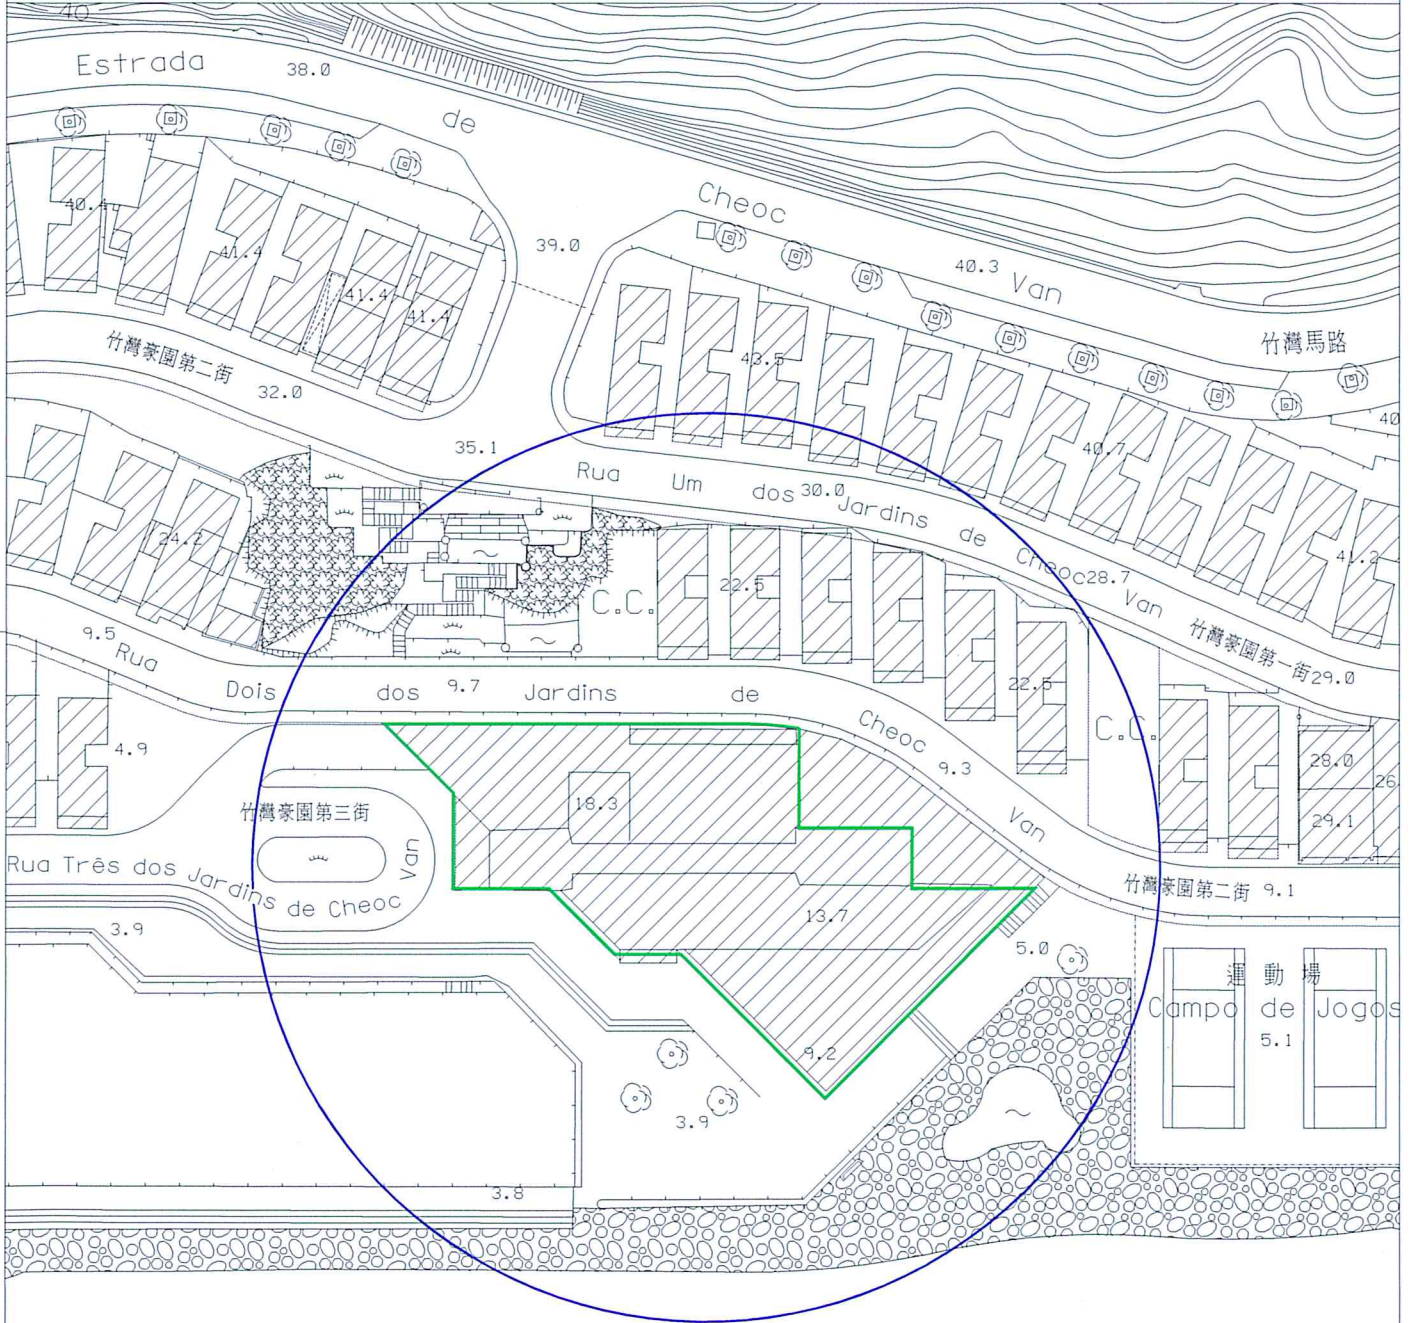 40
Estrada de Cheoc Van
38.0
39.0
40.3
竹灣馬路
40.4
41.4
41.4
41.4
43.5
40
竹灣豪園第二街
32.0
35.1
Rua Um dos Jardins de Cheoc Van
30.0
40.7
24.2
22.5
28.7
41.2
C.C.
竹灣豪園第一街
29.0
9.5
Rua Dois dos Jardins de Cheoc Van
9.7
22.5
C.C.
4.9
9.3
28.0
26
18.3
29.1
竹灣豪園第三街
Rua Três dos Jardins de Cheoc Van
竹灣豪園第二街 9.1
3.9
13.7
5.0
運動場
Campo de Jogos
5.1
9.2
3.9
3.8